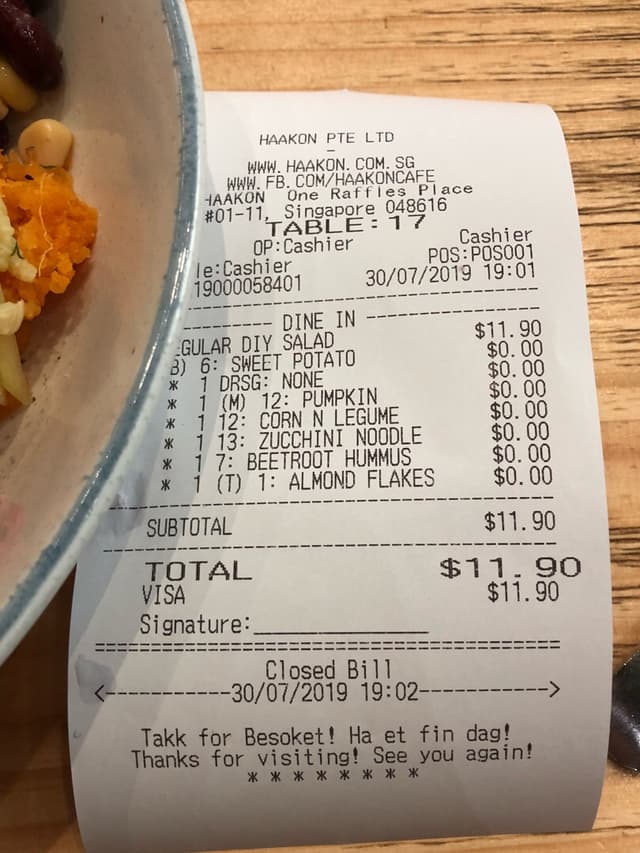 HAAKON PTE LTD
-
WWW.HAAKON.COM.SG
WWW.FB.COM/HAAKONCAFE
HAAKON One Raffles Place
#01-11, Singapore 048616
TABLE:17
OP:Cashier Cashier
le:Cashier POS:POS001
19000058401 30/07/2019 19:01
DINE IN
EGULAR DIY SALAD $11.90
B) 6: SWEET POTATO $0.00
* 1 DRSG: NONE $0.00
* 1 (M) 12: PUMPKIN $0.00
* 1 12: CORN N LEGUME $0.00
* 1 13: ZUCCHINI NOODLE $0.00
* 1 7: BEETROOT HUMMUS $0.00
* 1 (T) 1: ALMOND FLAKES $0.00
SUBTOTAL $11.90
TOTAL $11.90
VISA $11.90
Signature:______________
Closed Bill
<-----------30/07/2019 19:02----------->
Takk for Besoket! Ha et fin dag!
Thanks for visiting! See you again!
* * * * * * * *